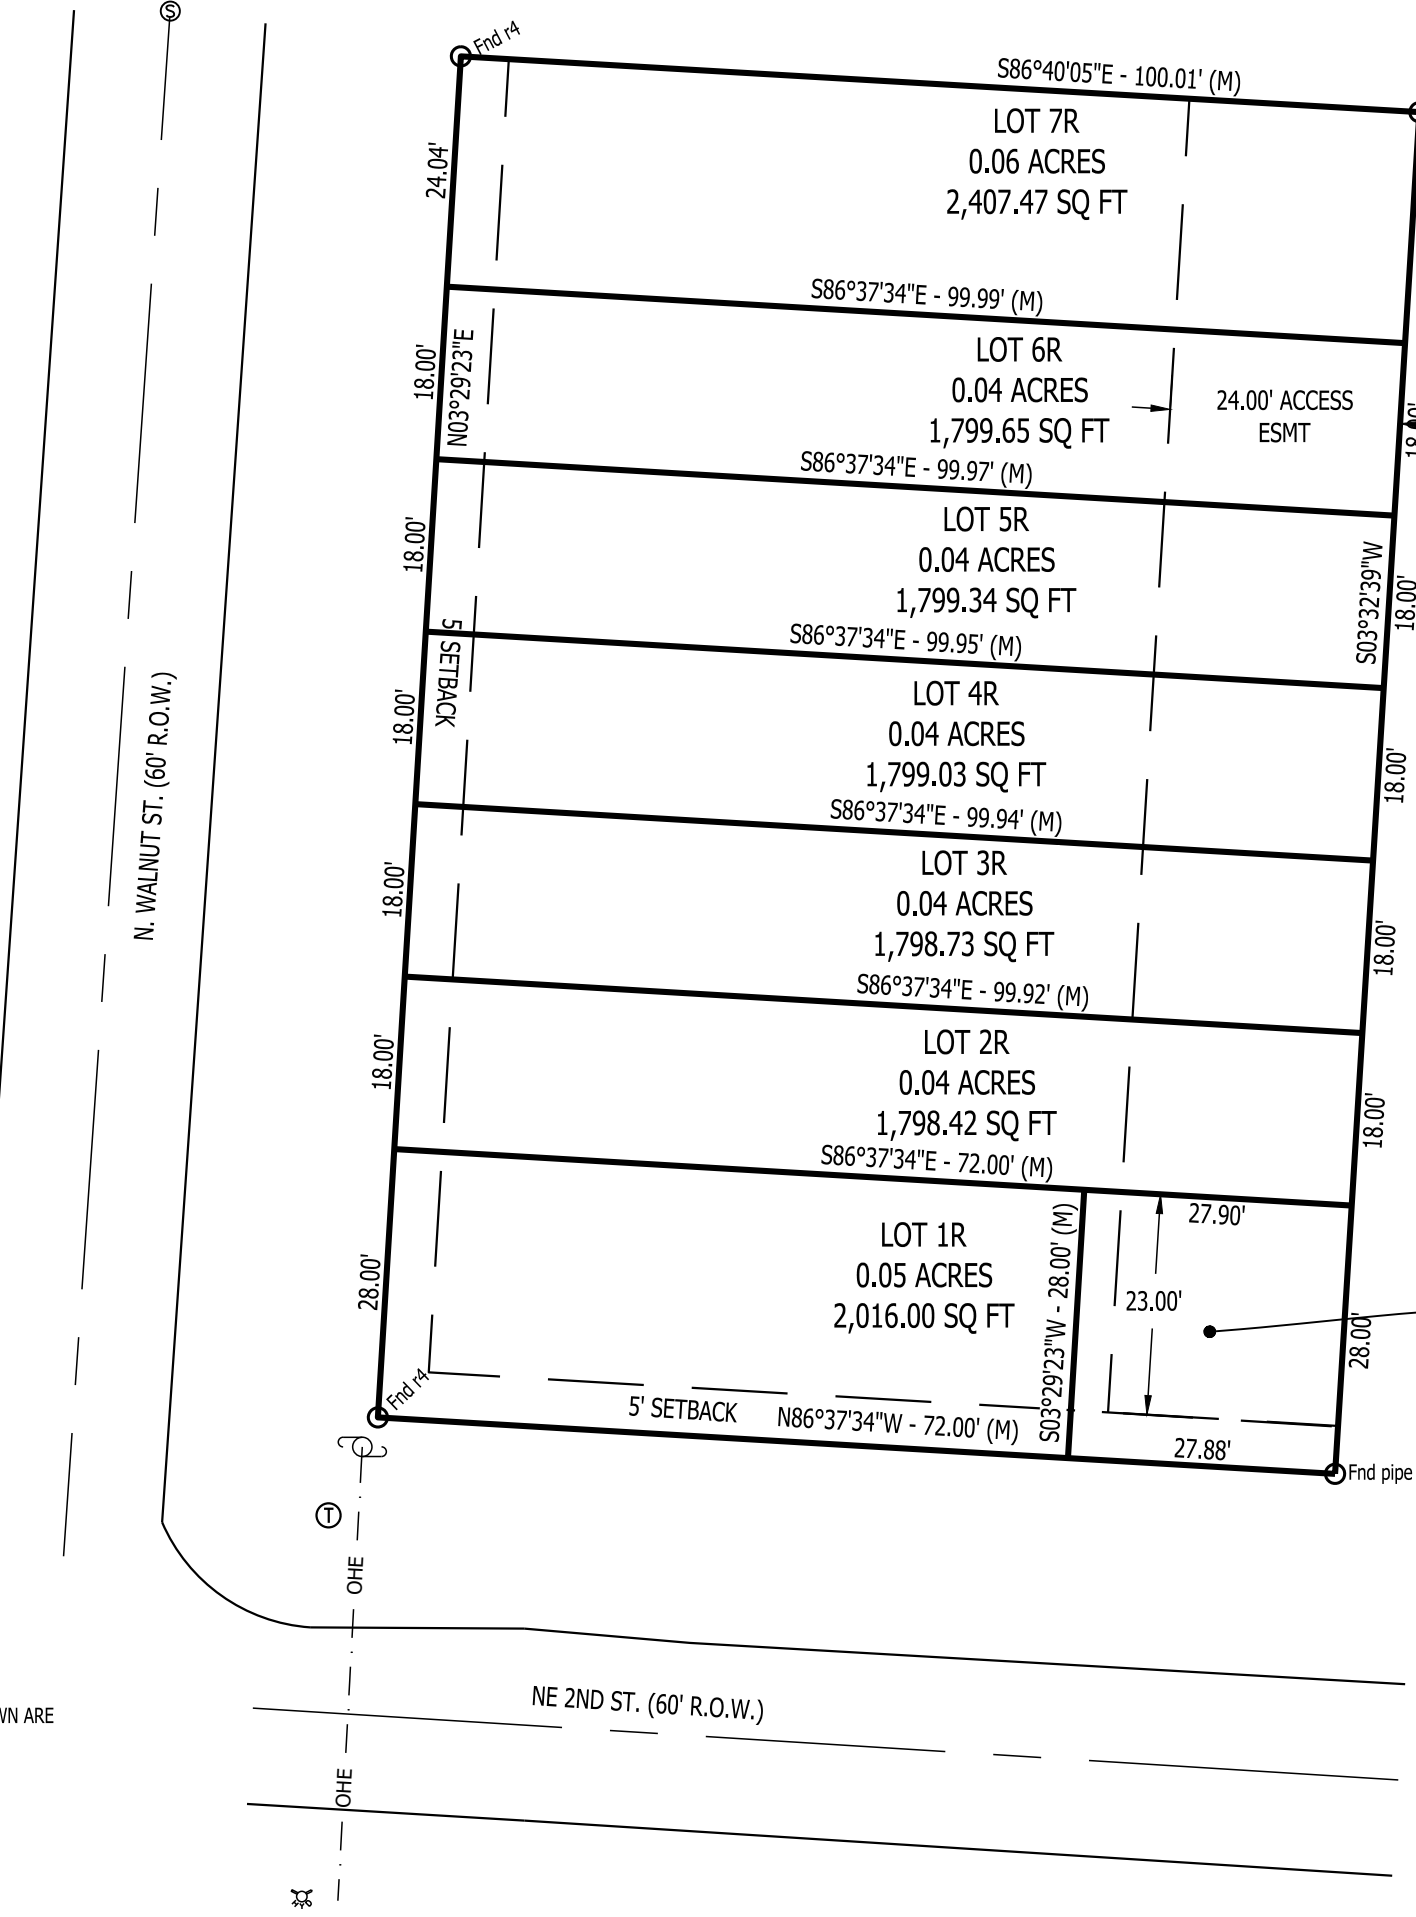 S
Fnd r4
S86°40'05"E - 100.01' (M)
LOT 7R
0.06 ACRES
2,407.47 SQ FT
24.04'
S86°37'34"E - 99.99' (M)
LOT 6R
0.04 ACRES
1,799.65 SQ FT
18.00'
N03°29'23"E
24.00' ACCESS
ESMT
18.00'
S86°37'34"E - 99.97' (M)
LOT 5R
0.04 ACRES
1,799.34 SQ FT
18.00'
S03°32'39"W
18.00'
S86°37'34"E - 99.95' (M)
5' SETBACK
LOT 4R
0.04 ACRES
1,799.03 SQ FT
18.00'
18.00'
N. WALNUT ST. (60' R.O.W.)
S86°37'34"E - 99.94' (M)
LOT 3R
0.04 ACRES
1,798.73 SQ FT
18.00'
18.00'
S86°37'34"E - 99.92' (M)
LOT 2R
0.04 ACRES
1,798.42 SQ FT
18.00'
18.00'
S86°37'34"E - 72.00' (M)
27.90'
LOT 1R
0.05 ACRES
2,016.00 SQ FT
28.00'
S03°29'23"W - 28.00' (M)
23.00'
28.00'
Fnd r4
5' SETBACK
N86°37'34"W - 72.00' (M)
27.88'
Fnd pipe
T
OHE
NE 2ND ST. (60' R.O.W.)
WN ARE
OHE